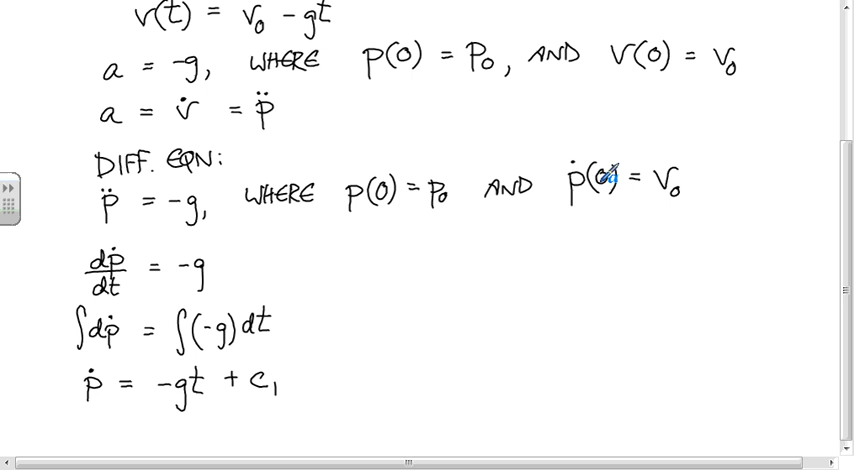 v(t) = v₀ - gt
a = -g, WHERE p(0) = P₀, AND V(0) = V₀
a = v̇ = p̈
DIFF. EQN:
p̈ = -g, WHERE p(0) = p₀ AND ṗ(0) = V₀
dṗ/dt = -g
∫dṗ = ∫(-g)dt
ṗ = -gt + c₁